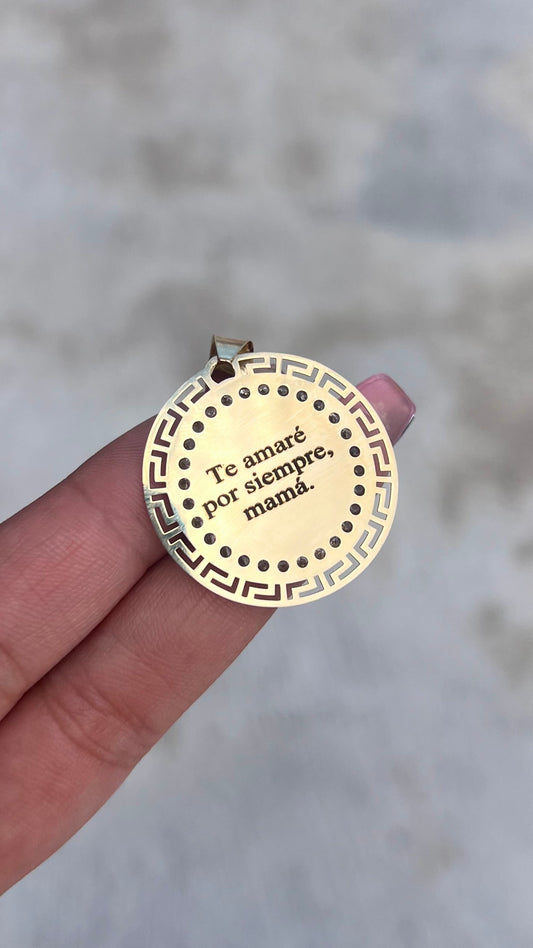 Te amaré
por siempre,
mamá.